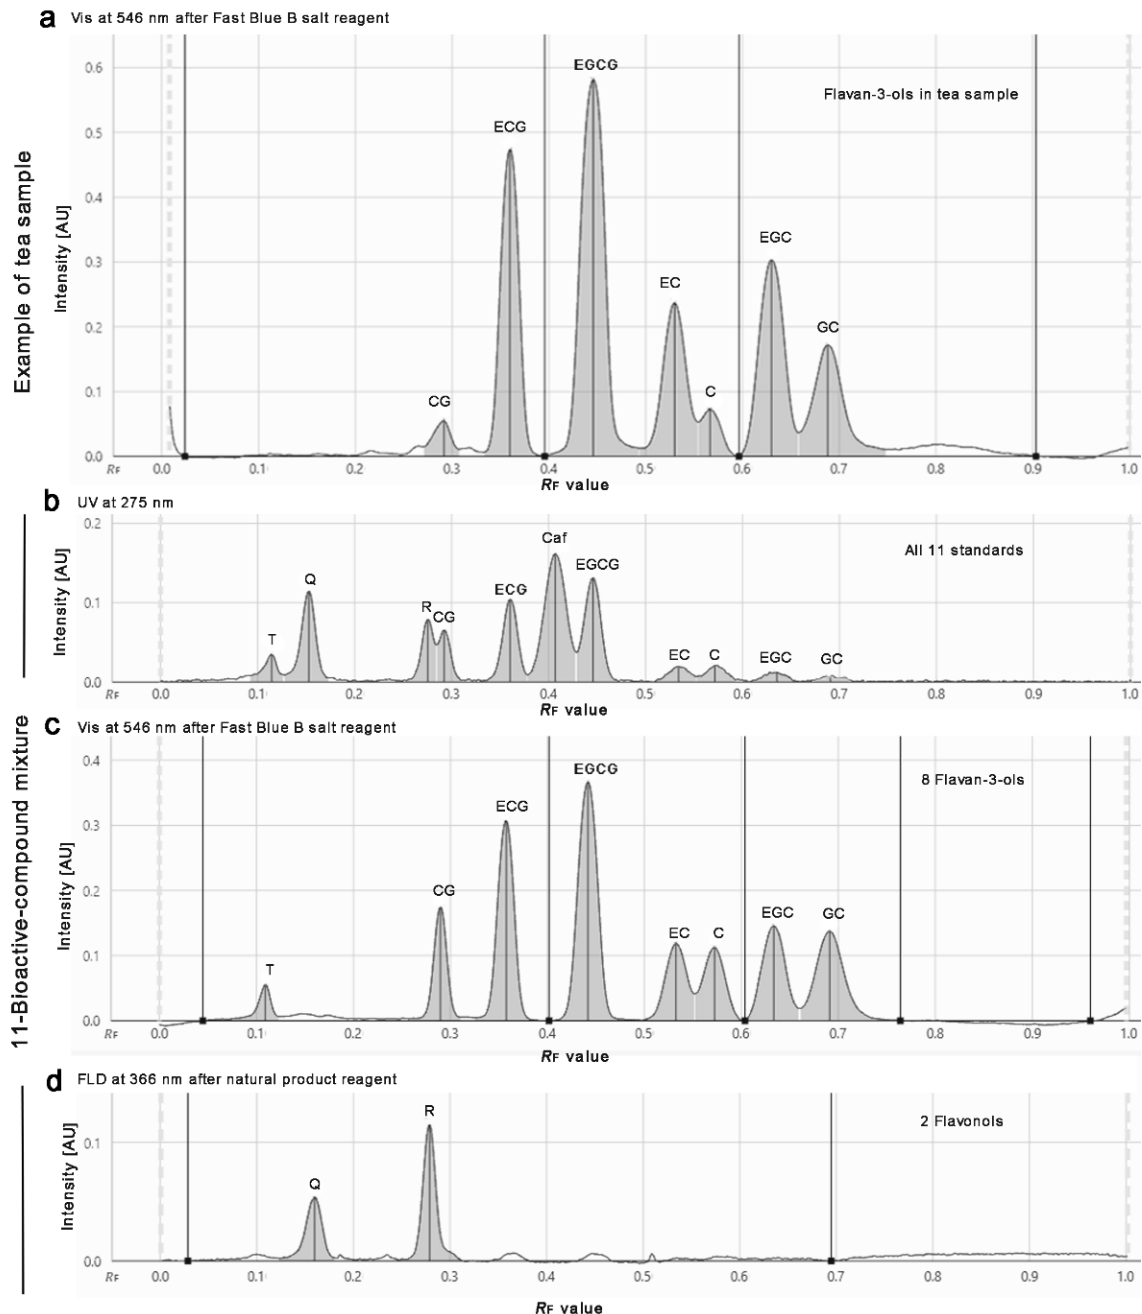 a Vis at 546 nm after Fast Blue B salt reagent
Example of tea sample
Intensity [AU]
Flavan-3-ols in tea sample
0.6
0.5
0.4
0.3
0.2
0.1
0.0
CG
ECG
EGCG
EC
C
EGC
GC
RF 0.0 0.1 0.2 0.3 0.4 0.5 0.6 0.7 0.8 0.9 1.0
RF value
11-Bioactive-compound mixture
b UV at 275 nm
Intensity [AU]
All 11 standards
0.2
0.1
0.0
T
Q
R
CG
ECG
Caf
EGCG
EC
C
EGC
GC
RF 0.0 0.1 0.2 0.3 0.4 0.5 0.6 0.7 0.8 0.9 1.0
RF value
c Vis at 546 nm after Fast Blue B salt reagent
Intensity [AU]
8 Flavan-3-ols
0.4
0.3
0.2
0.1
0.0
T
CG
ECG
EGCG
EC
C
EGC
GC
RF 0.0 0.1 0.2 0.3 0.4 0.5 0.6 0.7 0.8 0.9 1.0
RF value
d FLD at 366 nm after natural product reagent
Intensity [AU]
2 Flavonols
0.1
0.0
Q
R
RF 0.0 0.1 0.2 0.3 0.4 0.5 0.6 0.7 0.8 0.9 1.0
RF value